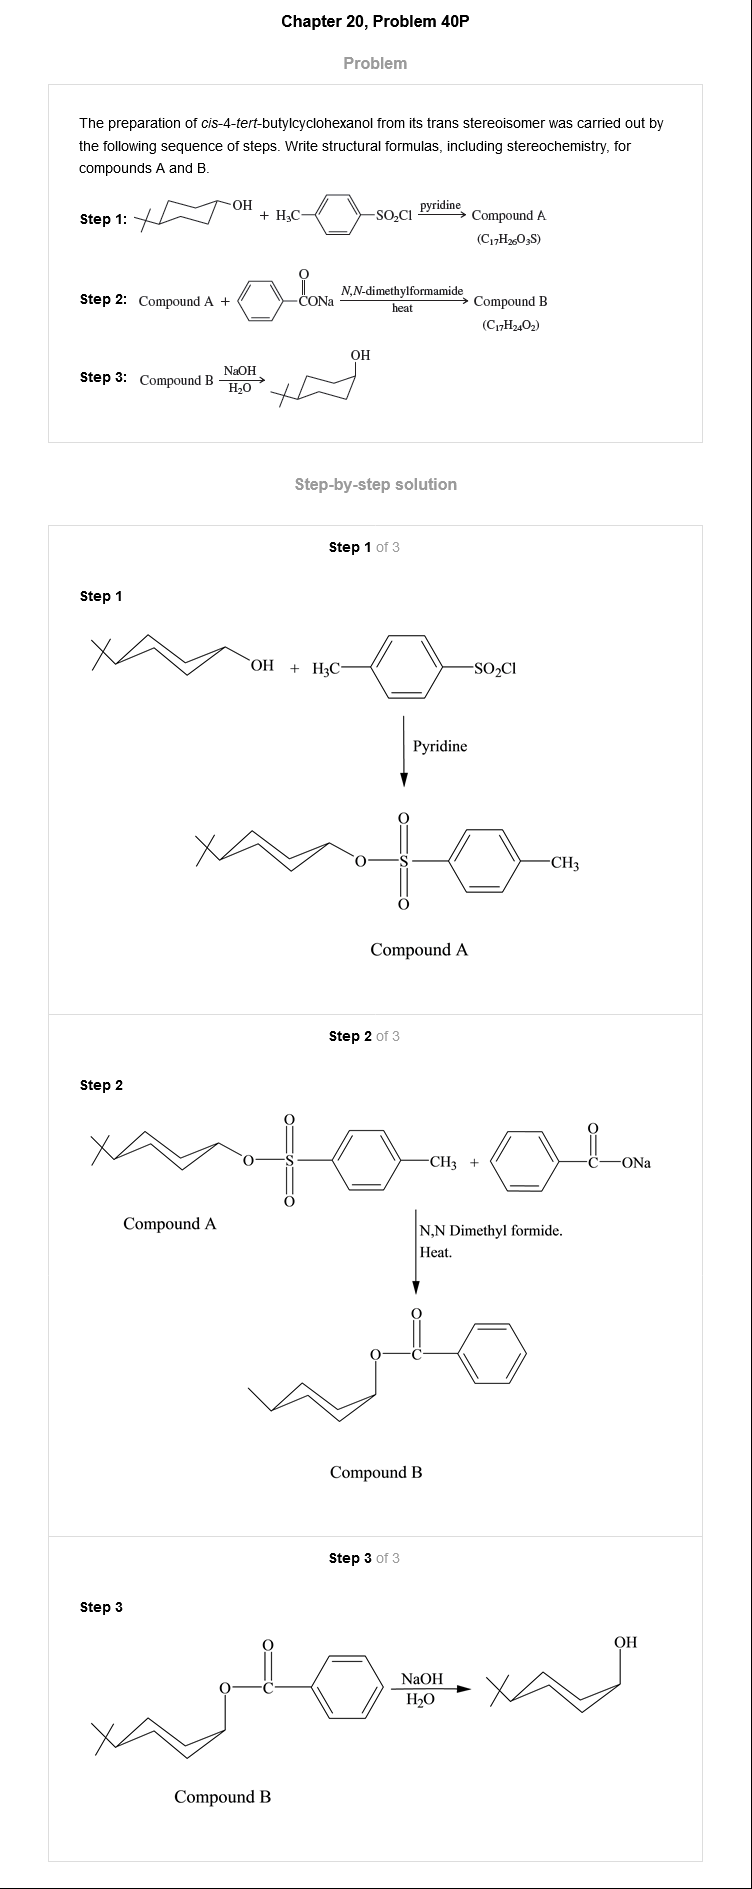 Chapter 20, Problem 40P
Problem
The preparation of cis-4-tert-butylcyclohexanol from its trans stereoisomer was carried out by
the following sequence of steps. Write structural formulas, including stereochemistry, for
compounds A and B.
Step 1: OH + H₃C SO₂Cl pyridine Compound A
(C₁₇H₂₆O₃S)
Step 2: Compound A + O CONa N,N-dimethylformamide heat Compound B
(C₁₇H₂₄O₂)
Step 3: Compound B NaOH H₂O OH
Step-by-step solution
Step 1 of 3
Step 1
OH + H₃C SO₂Cl
Pyridine
O
O S CH₃
O
Compound A
Step 2 of 3
Step 2
O O
O S CH₃ + C ONa
O
Compound A
N,N Dimethyl formide.
Heat.
O
O C
Compound B
Step 3 of 3
Step 3
O OH
O C NaOH
H₂O
Compound B